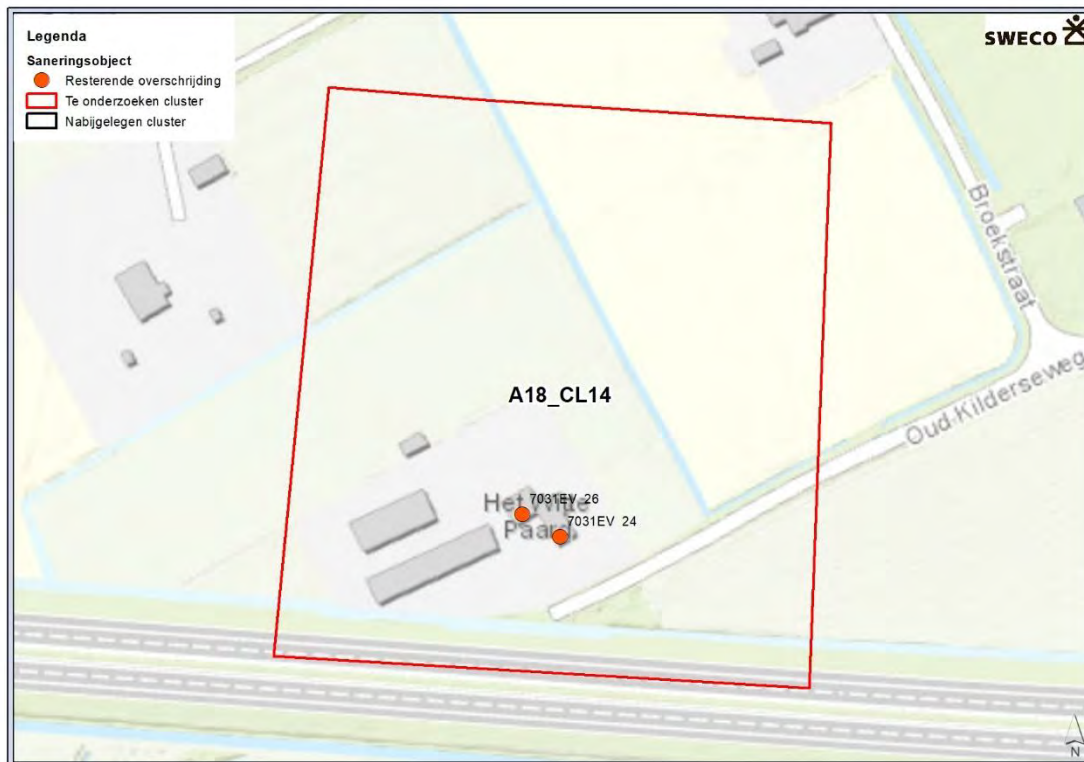 Legenda
Saneringsobject
Resterende overschrijding
Te onderzoeken cluster
Nabijgelegen cluster
SWECO
Broekstraat
A18_CL14
Oud-Kilderseweg
Het Witte
Paard
7031EV_26
7031EV_24
N